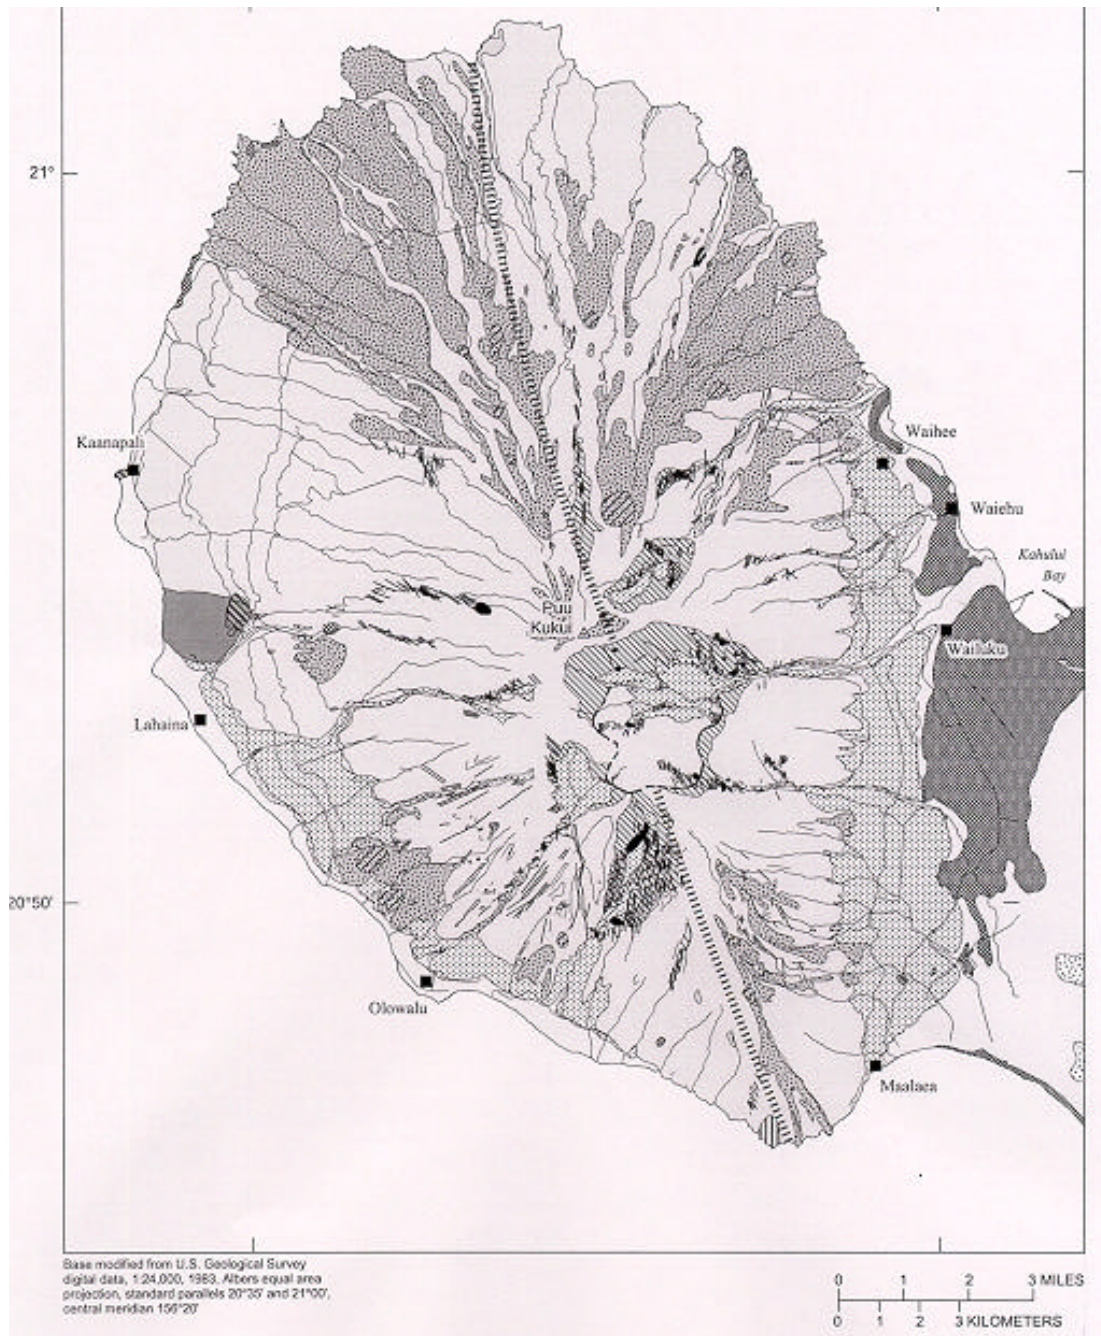 21°
Waihee
Kaanapali
Waiehu
Kahului
Bay
Puu
Kukui
Wailuku
Lahaina
20°50'
Olowalu
Maalaea
Base modified from U.S. Geological Survey
digital data, 1:24,000, 1983. Albers equal area
projection, standard parallels 20°35' and 21°00',
central meridian 156°20'
0 1 2 3 MILES
0 1 2 3 KILOMETERS